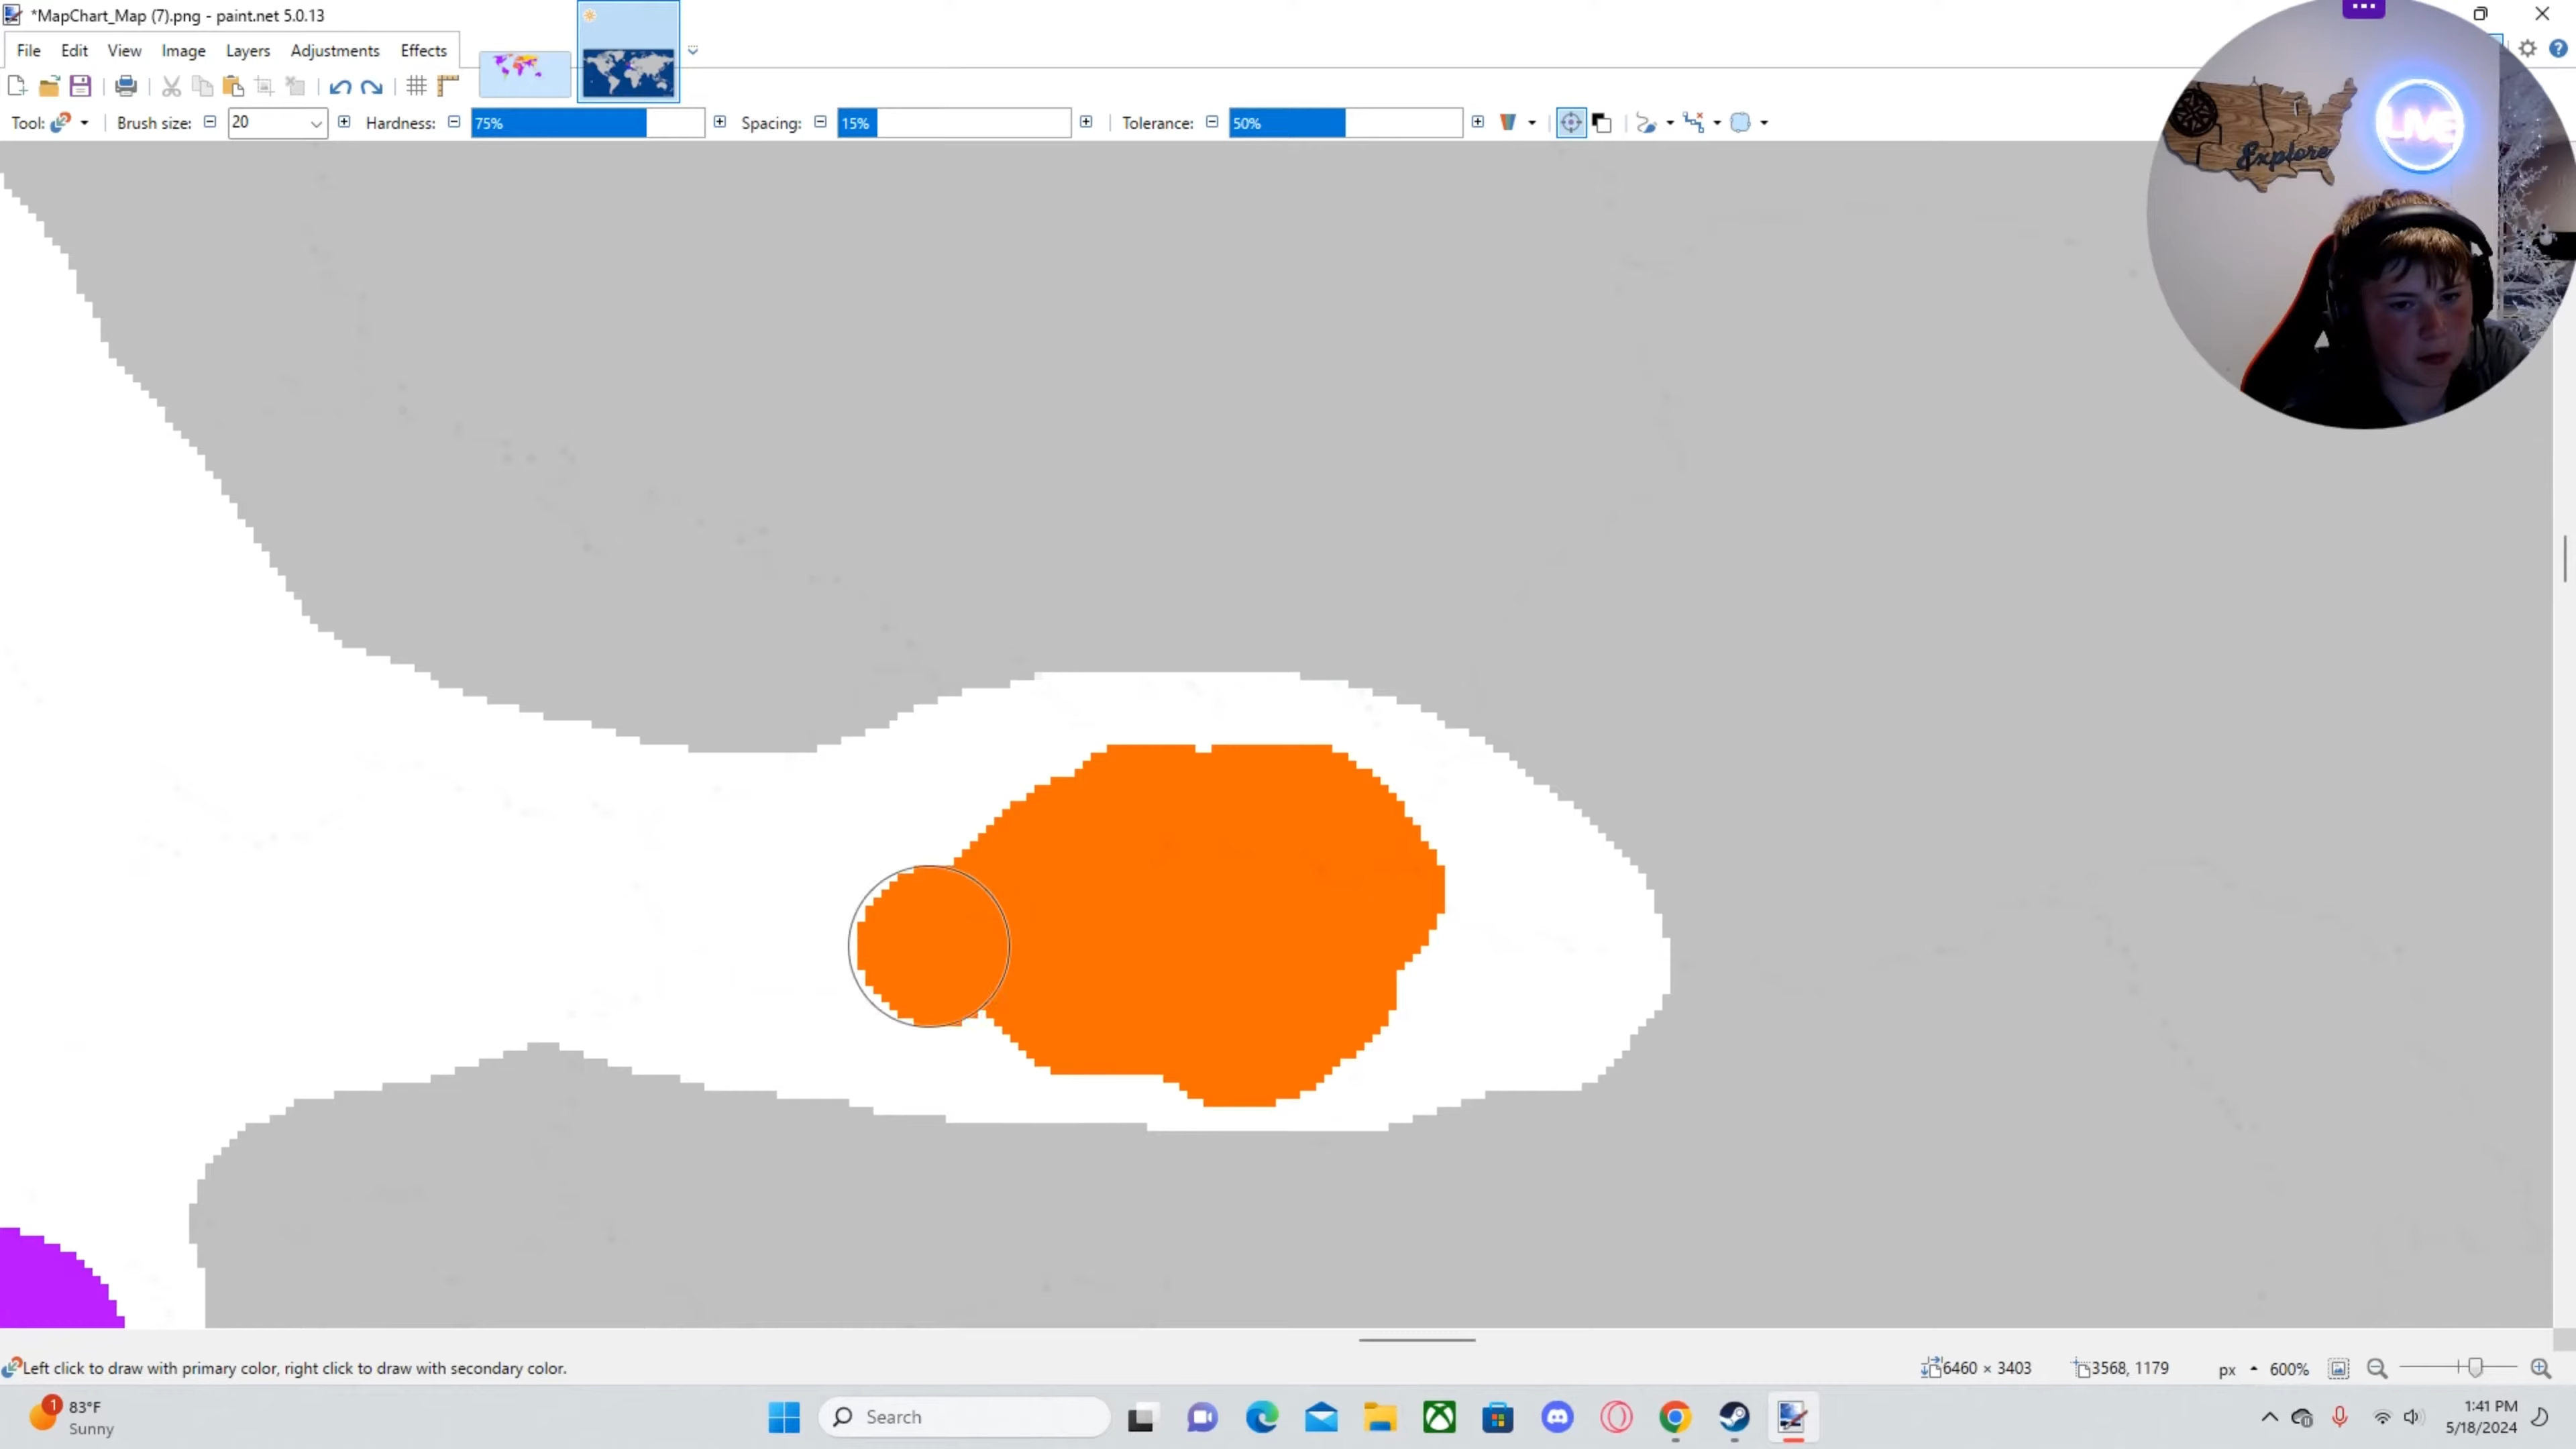 *MapChart_Map (7).png - paint.net 5.0.13
File Edit View Image Layers Adjustments Effects
Tool: Brush size: 20 Hardness: 75% Spacing: 15% Tolerance: 50%
Explore
LIVE
Left click to draw with primary color, right click to draw with secondary color.
6460 × 3403 3568, 1179 px 600%
1 83°F
Sunny
Search
1:41 PM
5/18/2024